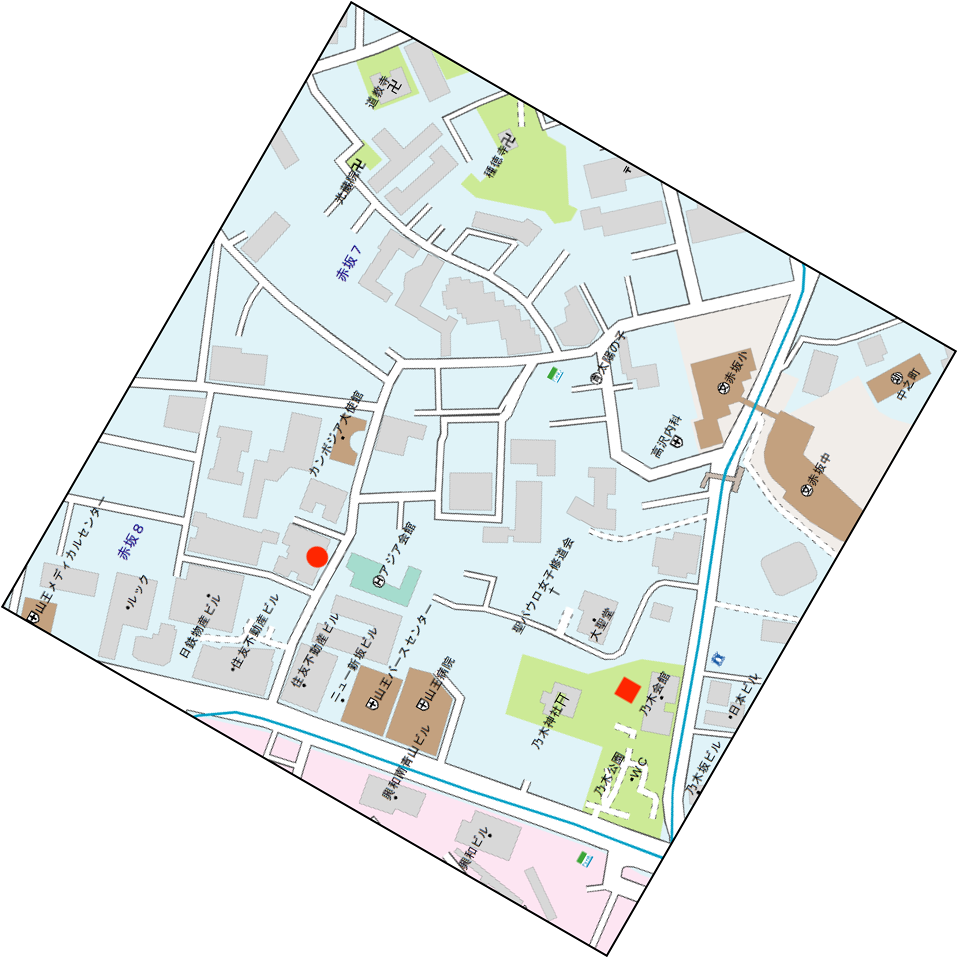 道教寺
種徳寺
赤坂7
太陽の子
赤坂小
中之町
高沢内科
赤坂中
カンボジア大使館
山王メディカルセンター
赤坂8
ルック
アジア会館
日鉄物産ビル
住友不動産ビル
住友不動産ビル
ニュー新坂ビル
山王バースセンター
山王病院
聖パウロ女子修道会
大聖堂
乃木神社
乃木会館
日本ビル
乃木公園
WC
乃木坂ビル
興和南青山ビル
興和ビル